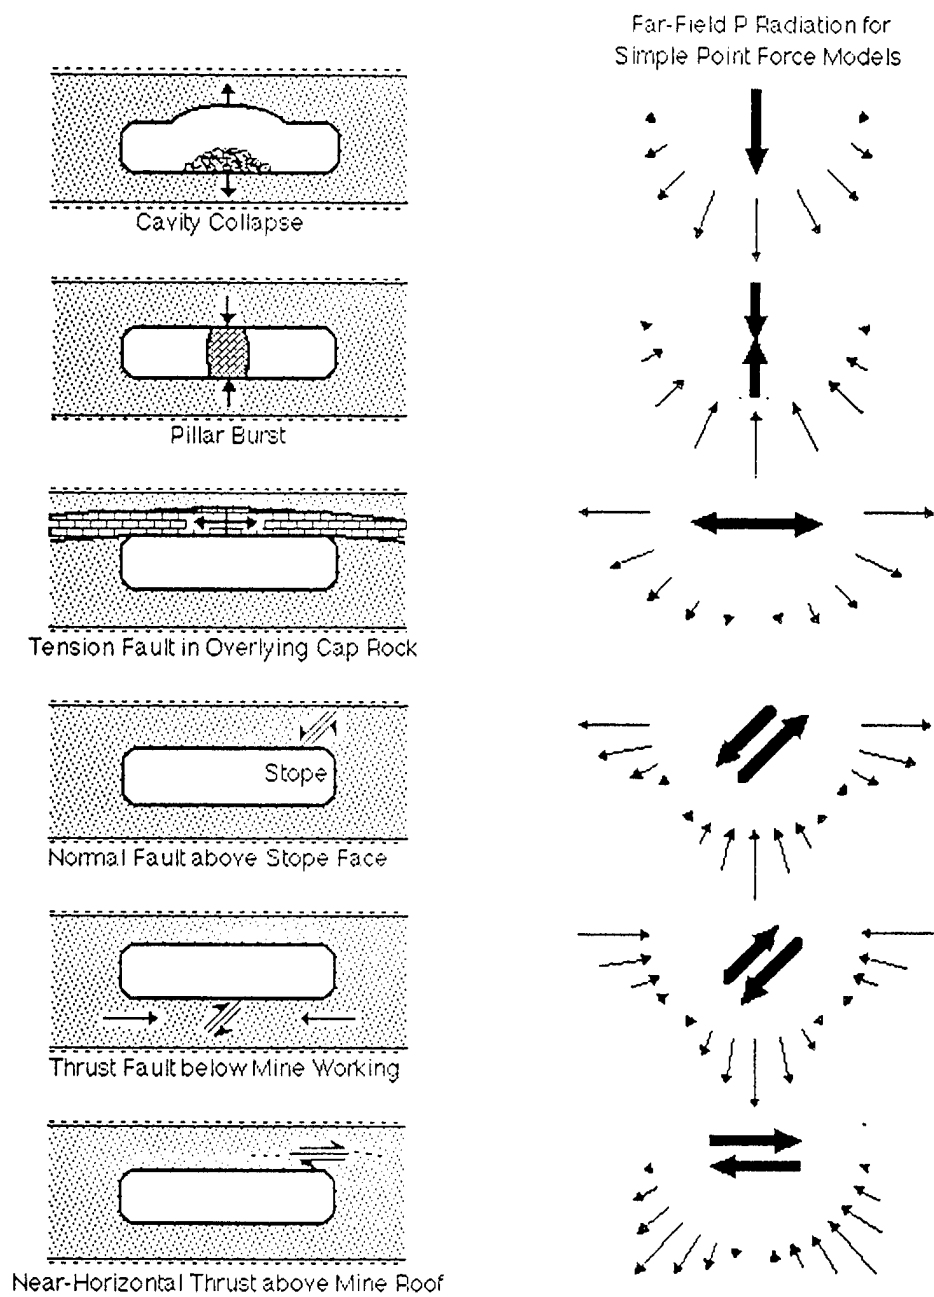 Far-Field P Radiation for
Simple Point Force Models
Cavity Collapse
Pillar Burst
Tension Fault in Overlying Cap Rock
Stope
Normal Fault above Stope Face
Thrust Fault below Mine Working
Near-Horizontal Thrust above Mine Roof